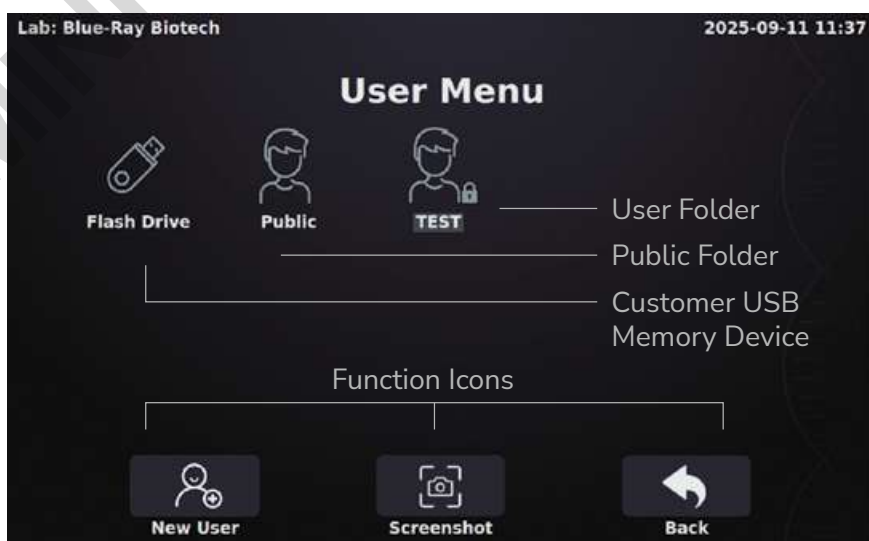 Lab: Blue-Ray Biotech
2025-09-11 11:37
User Menu
Flash Drive
Public
TEST
User Folder
Public Folder
Customer USB
Memory Device
Function Icons
New User
Screenshot
Back